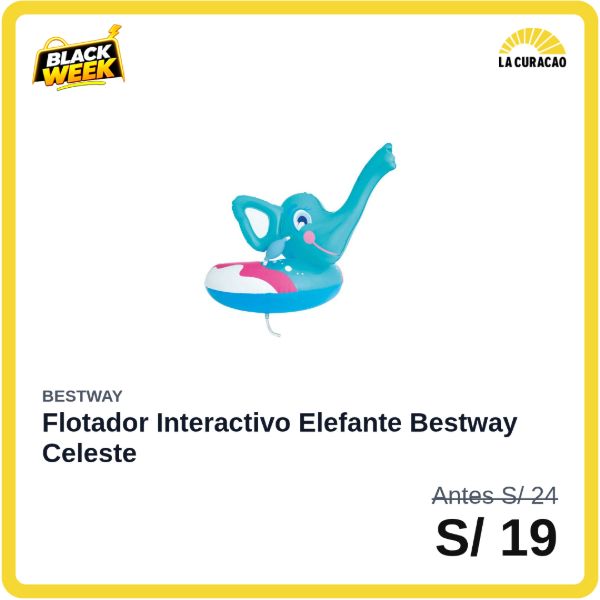 BLACK
WEEK
LA CURACAO
BESTWAY
Flotador Interactivo Elefante Bestway
Celeste
Antes S/ 24
S/ 19